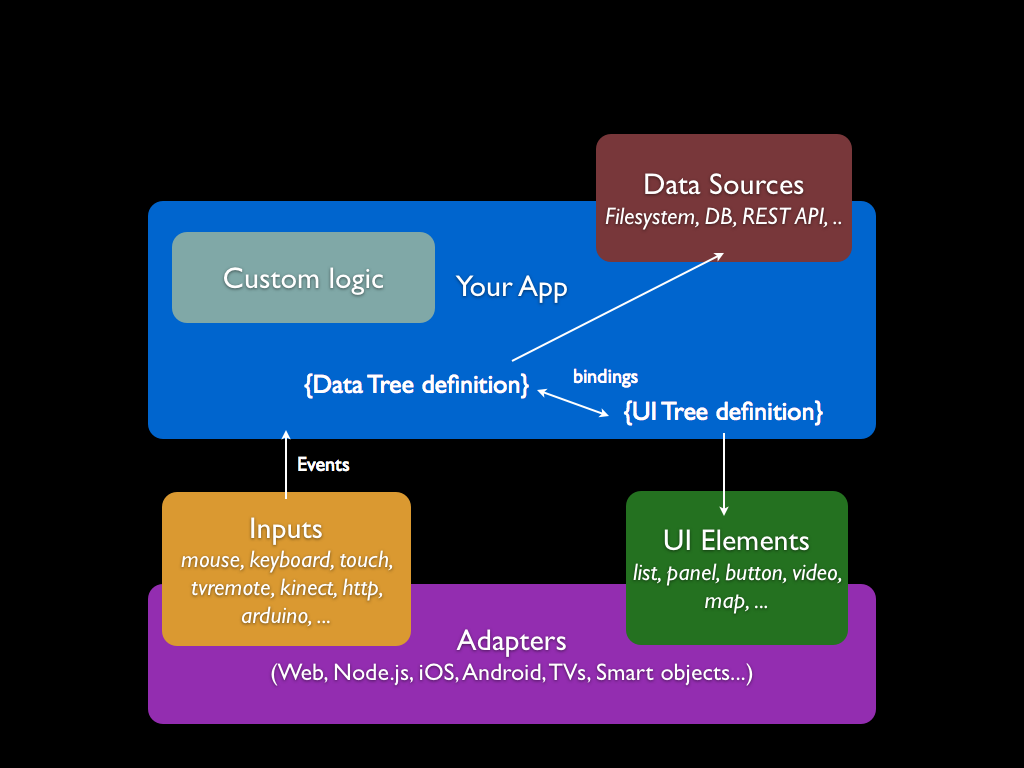 Data Sources
Filesystem, DB, REST API, ..
Custom logic
Your App
{Data Tree definition}
bindings
{UI Tree definition}
Events
Inputs
mouse, keyboard, touch,
tvremote, kinect, http,
arduino, ...
UI Elements
list, panel, button, video,
map, ...
Adapters
(Web, Node.js, iOS, Android, TVs, Smart objects...)